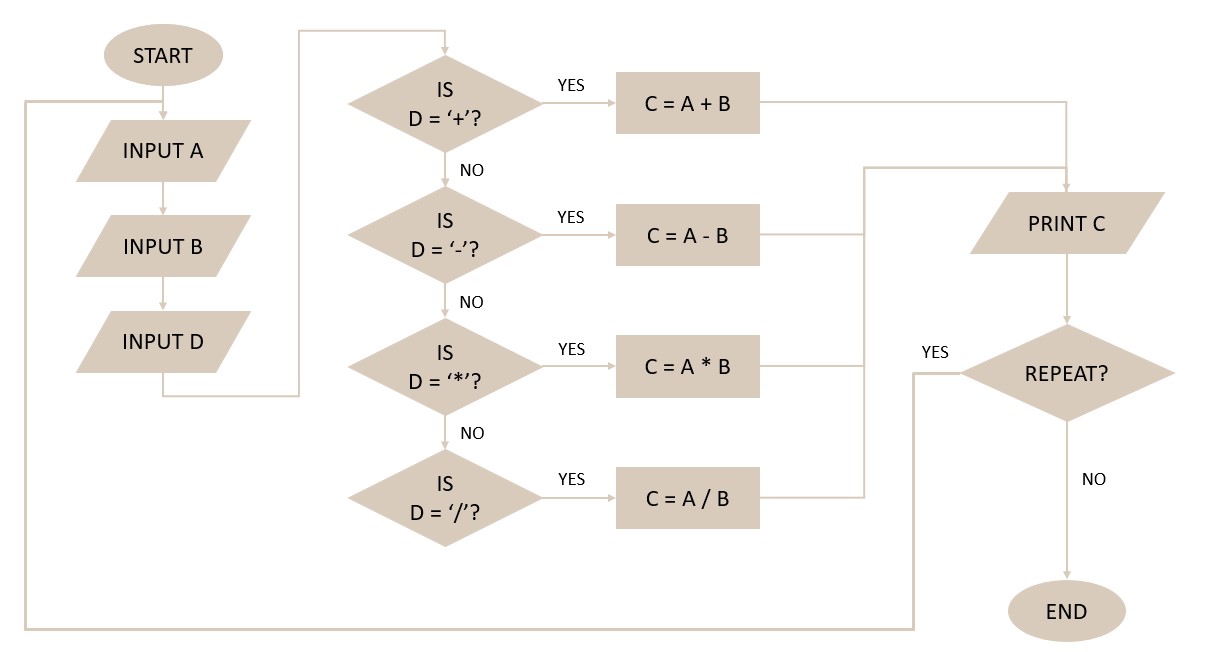 START
INPUT A
INPUT B
INPUT D
IS
D = ‘+’?
YES
C = A + B
NO
IS
D = ‘-’?
YES
C = A - B
NO
IS
D = ‘*’?
YES
C = A * B
NO
IS
D = ‘/’?
YES
C = A / B
PRINT C
REPEAT?
YES
NO
END